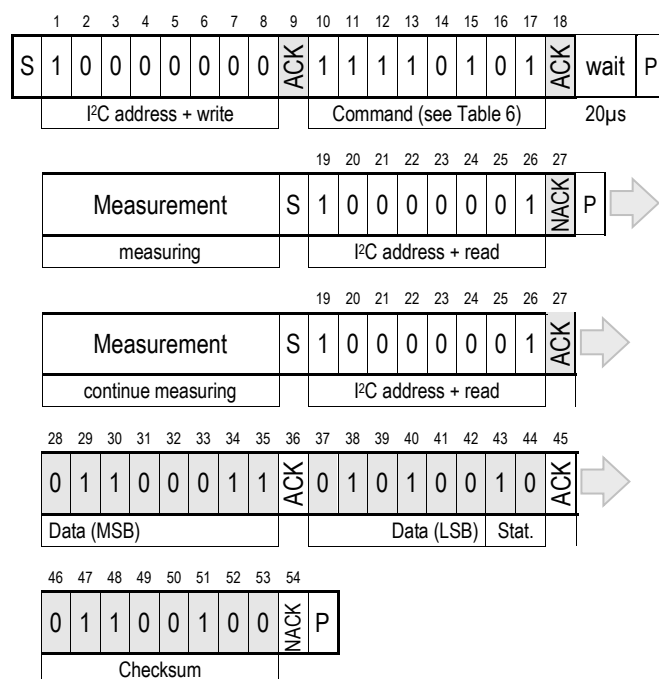 1 2 3 4 5 6 7 8 9 10 11 12 13 14 15 16 17 18
S 1 0 0 0 0 0 0 0 ACK 1 1 1 1 0 1 0 1 ACK wait P
I²C address + write Command (see Table 6) 20µs
19 20 21 22 23 24 25 26 27
Measurement S 1 0 0 0 0 0 0 1 NACK P
measuring I²C address + read
19 20 21 22 23 24 25 26 27
Measurement S 1 0 0 0 0 0 0 1 ACK
continue measuring I²C address + read
28 29 30 31 32 33 34 35 36 37 38 39 40 41 42 43 44 45
0 1 1 0 0 0 1 1 ACK 0 1 0 1 0 0 1 0 ACK
Data (MSB) Data (LSB) Stat.
46 47 48 49 50 51 52 53 54
0 1 1 0 0 1 0 0 NACK P
Checksum